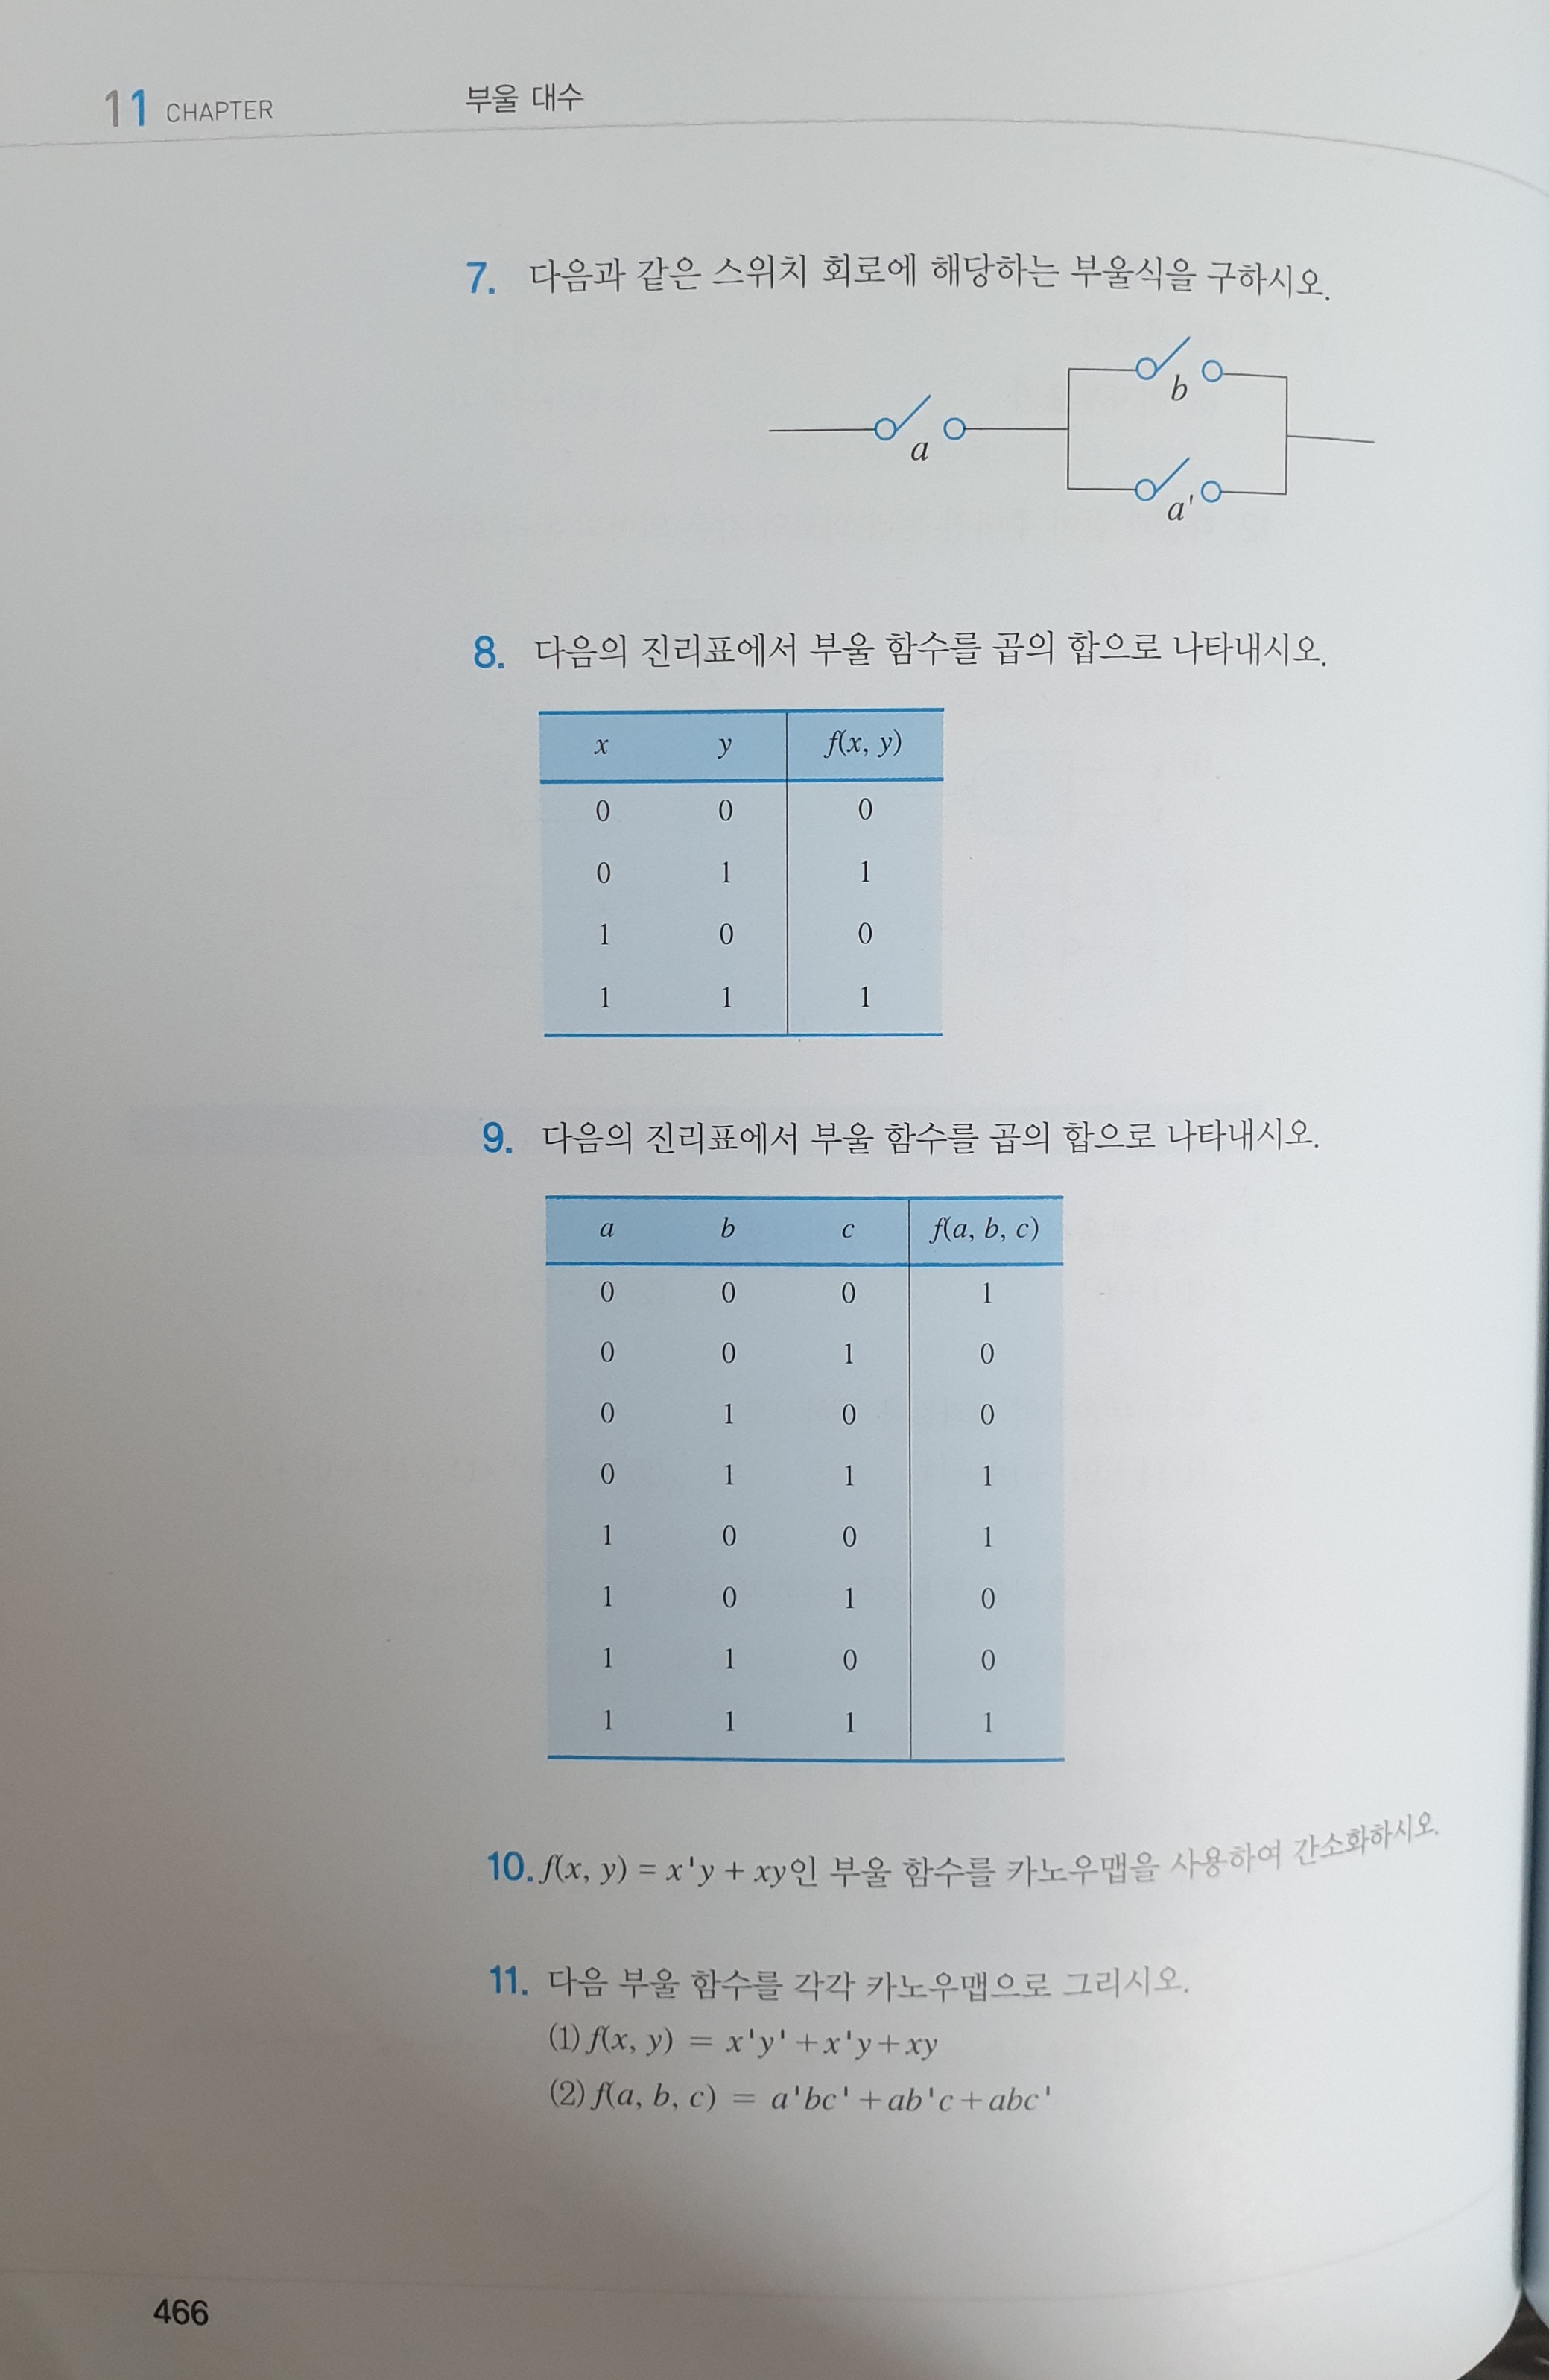 11 CHAPTER 부울 대수
7. 다음과 같은 스위치 회로에 해당하는 부울식을 구하시오.
b
a
a'
8. 다음의 진리표에서 부울 함수를 곱의 합으로 나타내시오.
x y f(x, y)
0 0 0
0 1 1
1 0 0
1 1 1
9. 다음의 진리표에서 부울 함수를 곱의 합으로 나타내시오.
a b c f(a, b, c)
0 0 0 1
0 0 1 0
0 1 0 0
0 1 1 1
1 0 0 1
1 0 1 0
1 1 0 0
1 1 1 1
10. f(x, y) = x'y + xy인 부울 함수를 카노우맵을 사용하여 간소화하시오.
11. 다음 부울 함수를 각각 카노우맵으로 그리시오.
(1) f(x, y) = x'y' + x'y + xy
(2) f(a, b, c) = a'bc' + ab'c + abc'
466